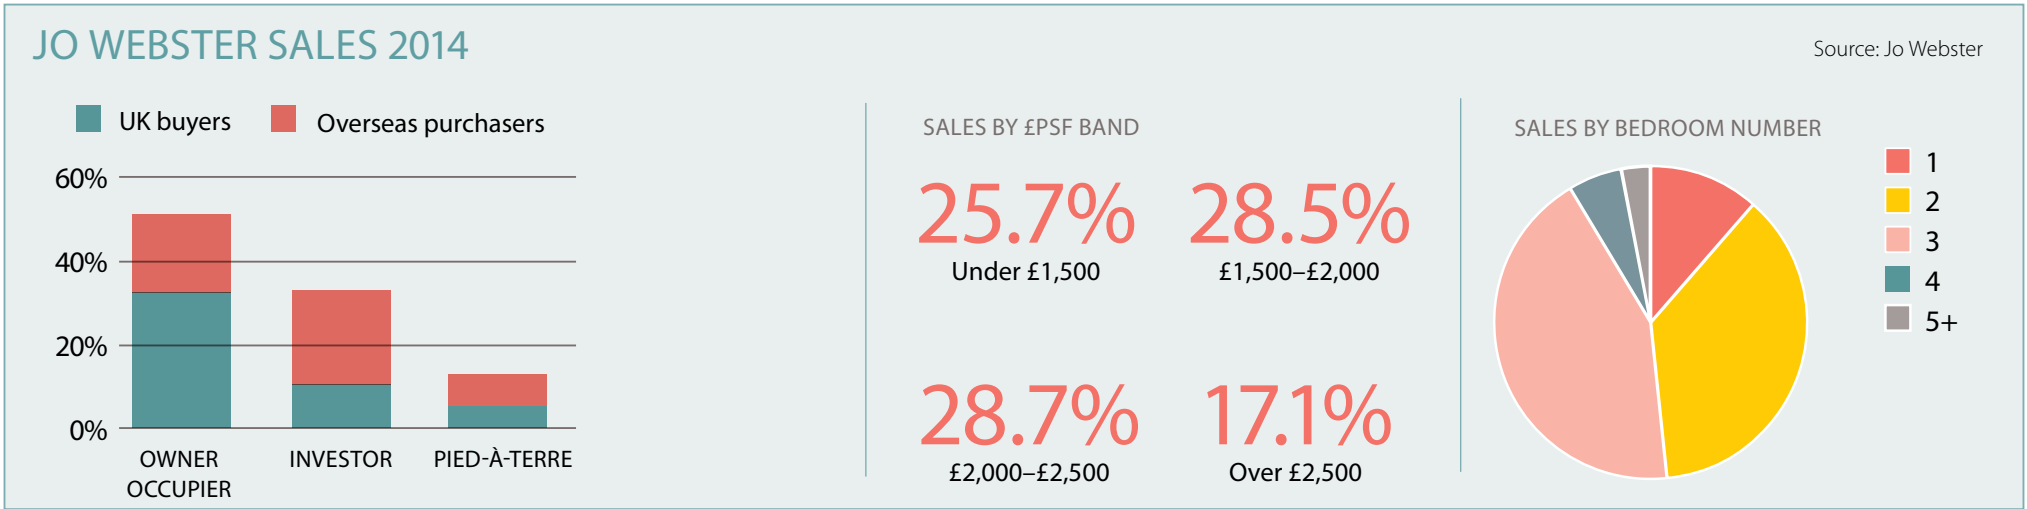 JO WEBSTER SALES 2014
Source: Jo Webster
UK buyers
Overseas purchasers
60%
40%
20%
0%
OWNER
OCCUPIER
INVESTOR
PIED-À-TERRE
SALES BY £PSF BAND
25.7%
Under £1,500
28.5%
£1,500–£2,000
28.7%
£2,000–£2,500
17.1%
Over £2,500
SALES BY BEDROOM NUMBER
1
2
3
4
5+